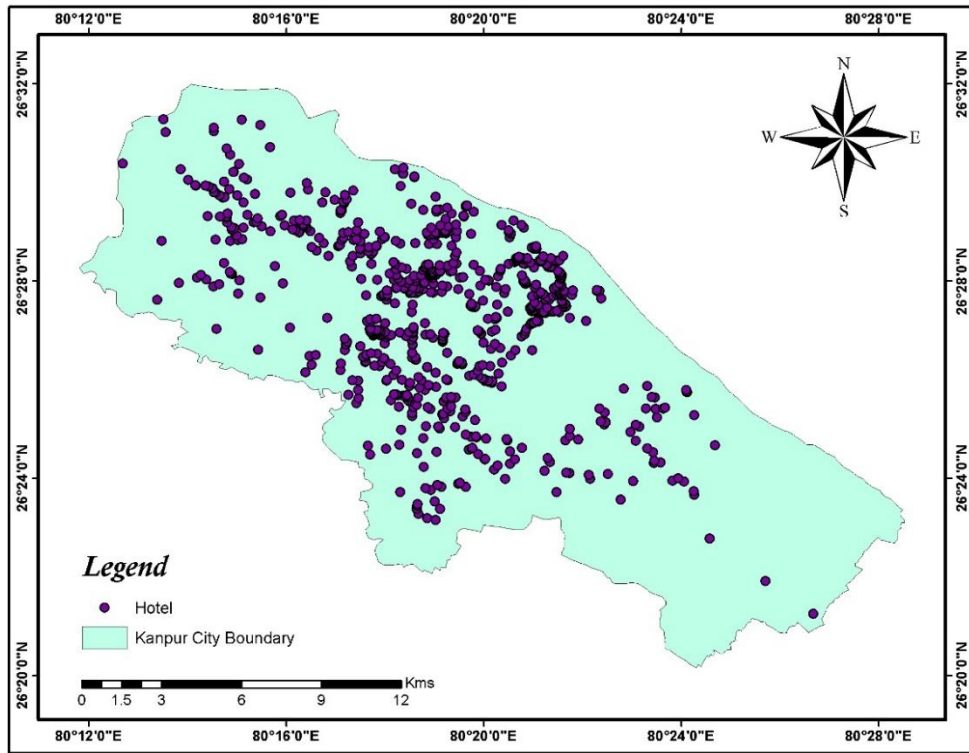 80°12'0"E 80°16'0"E 80°20'0"E 80°24'0"E 80°28'0"E
26°32'0"N 26°32'0"N
N
W E
S
26°28'0"N 26°28'0"N
26°24'0"N 26°24'0"N
Legend
Hotel
Kanpur City Boundary
Kms
0 1.5 3 6 9 12
26°20'0"N 26°20'0"N
80°12'0"E 80°16'0"E 80°20'0"E 80°24'0"E 80°28'0"E